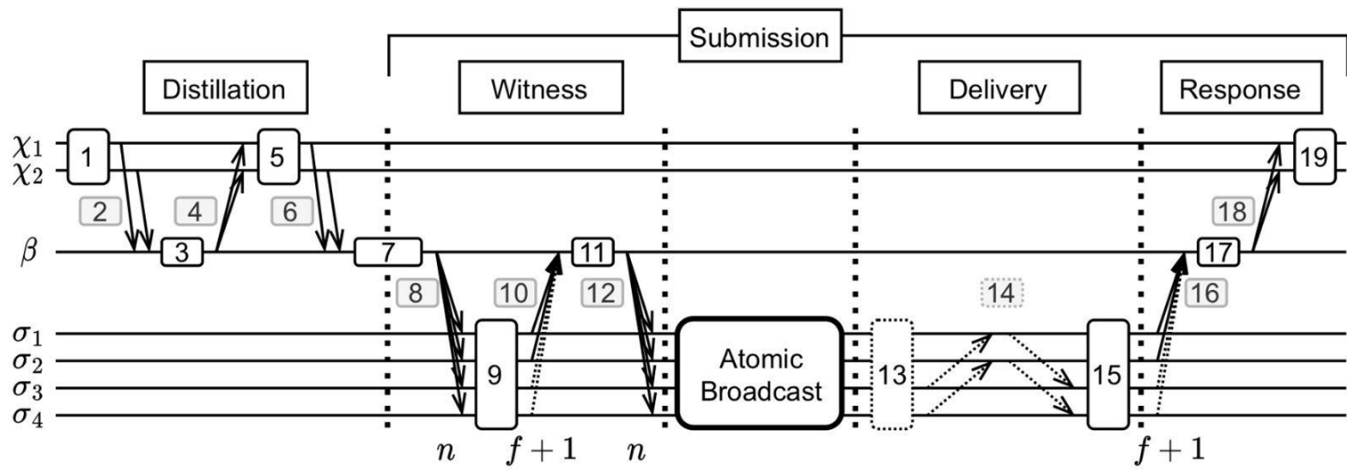 Submission
Distillation Witness Delivery Response
χ₁ 1 5 19
χ₂
2 4 6 18
β 3 7 11 17
8 10 12 14 16
σ₁
σ₂ 9 Atomic 13 15
σ₃ Broadcast
σ₄
n f + 1 n f + 1